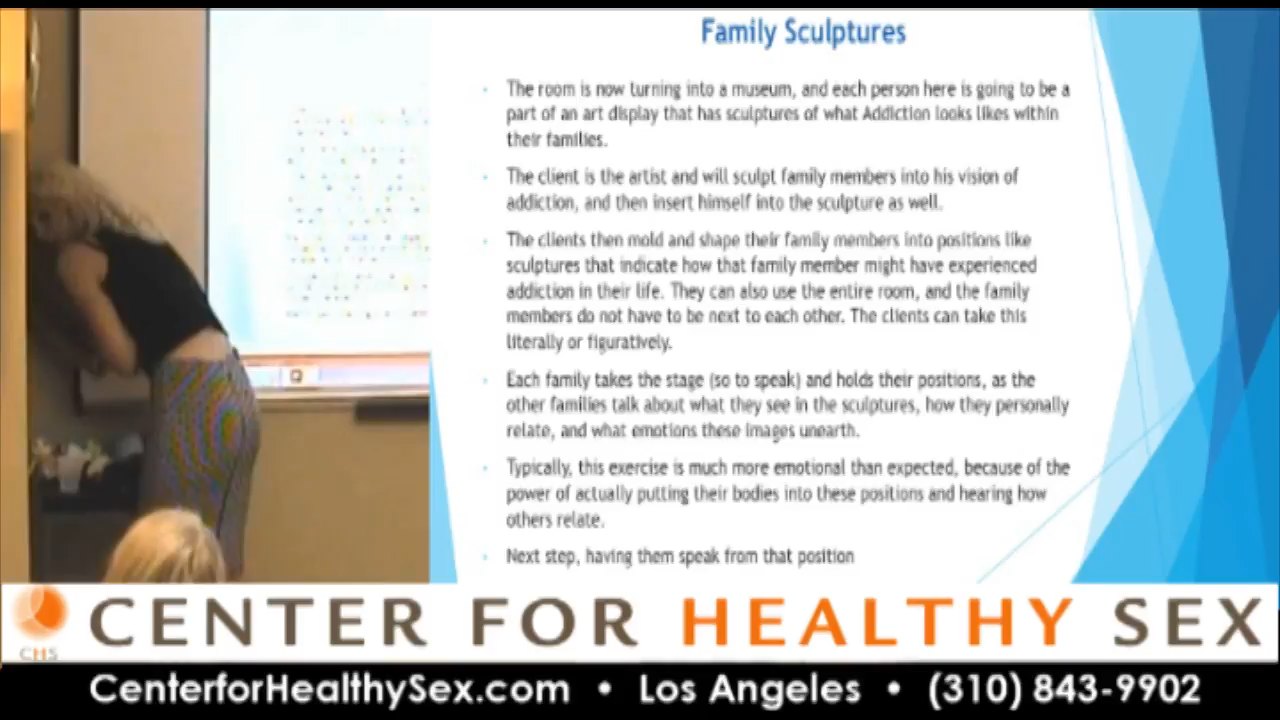 Family Sculptures
The room is now turning into a museum, and each person here is going to be a
part of an art display that has sculptures of what Addiction looks likes within
their families.
The client is the artist and will sculpt family members into his vision of
addiction, and then insert himself into the sculpture as well.
The clients then mold and shape their family members into positions like
sculptures that indicate how that family member might have experienced
addiction in their life. They can also use the entire room, and the family
members do not have to be next to each other. The clients can take this
literally or figuratively.
Each family takes the stage (so to speak) and holds their positions, as the
other families talk about what they see in the sculptures, how they personally
relate, and what emotions these images unearth.
Typically, this exercise is much more emotional than expected, because of the
power of actually putting their bodies into these positions and hearing how
others relate.
Next step, having them speak from that position
CENTER FOR HEALTHY SEX
CHS
CenterforHealthySex.com • Los Angeles • (310) 843-9902